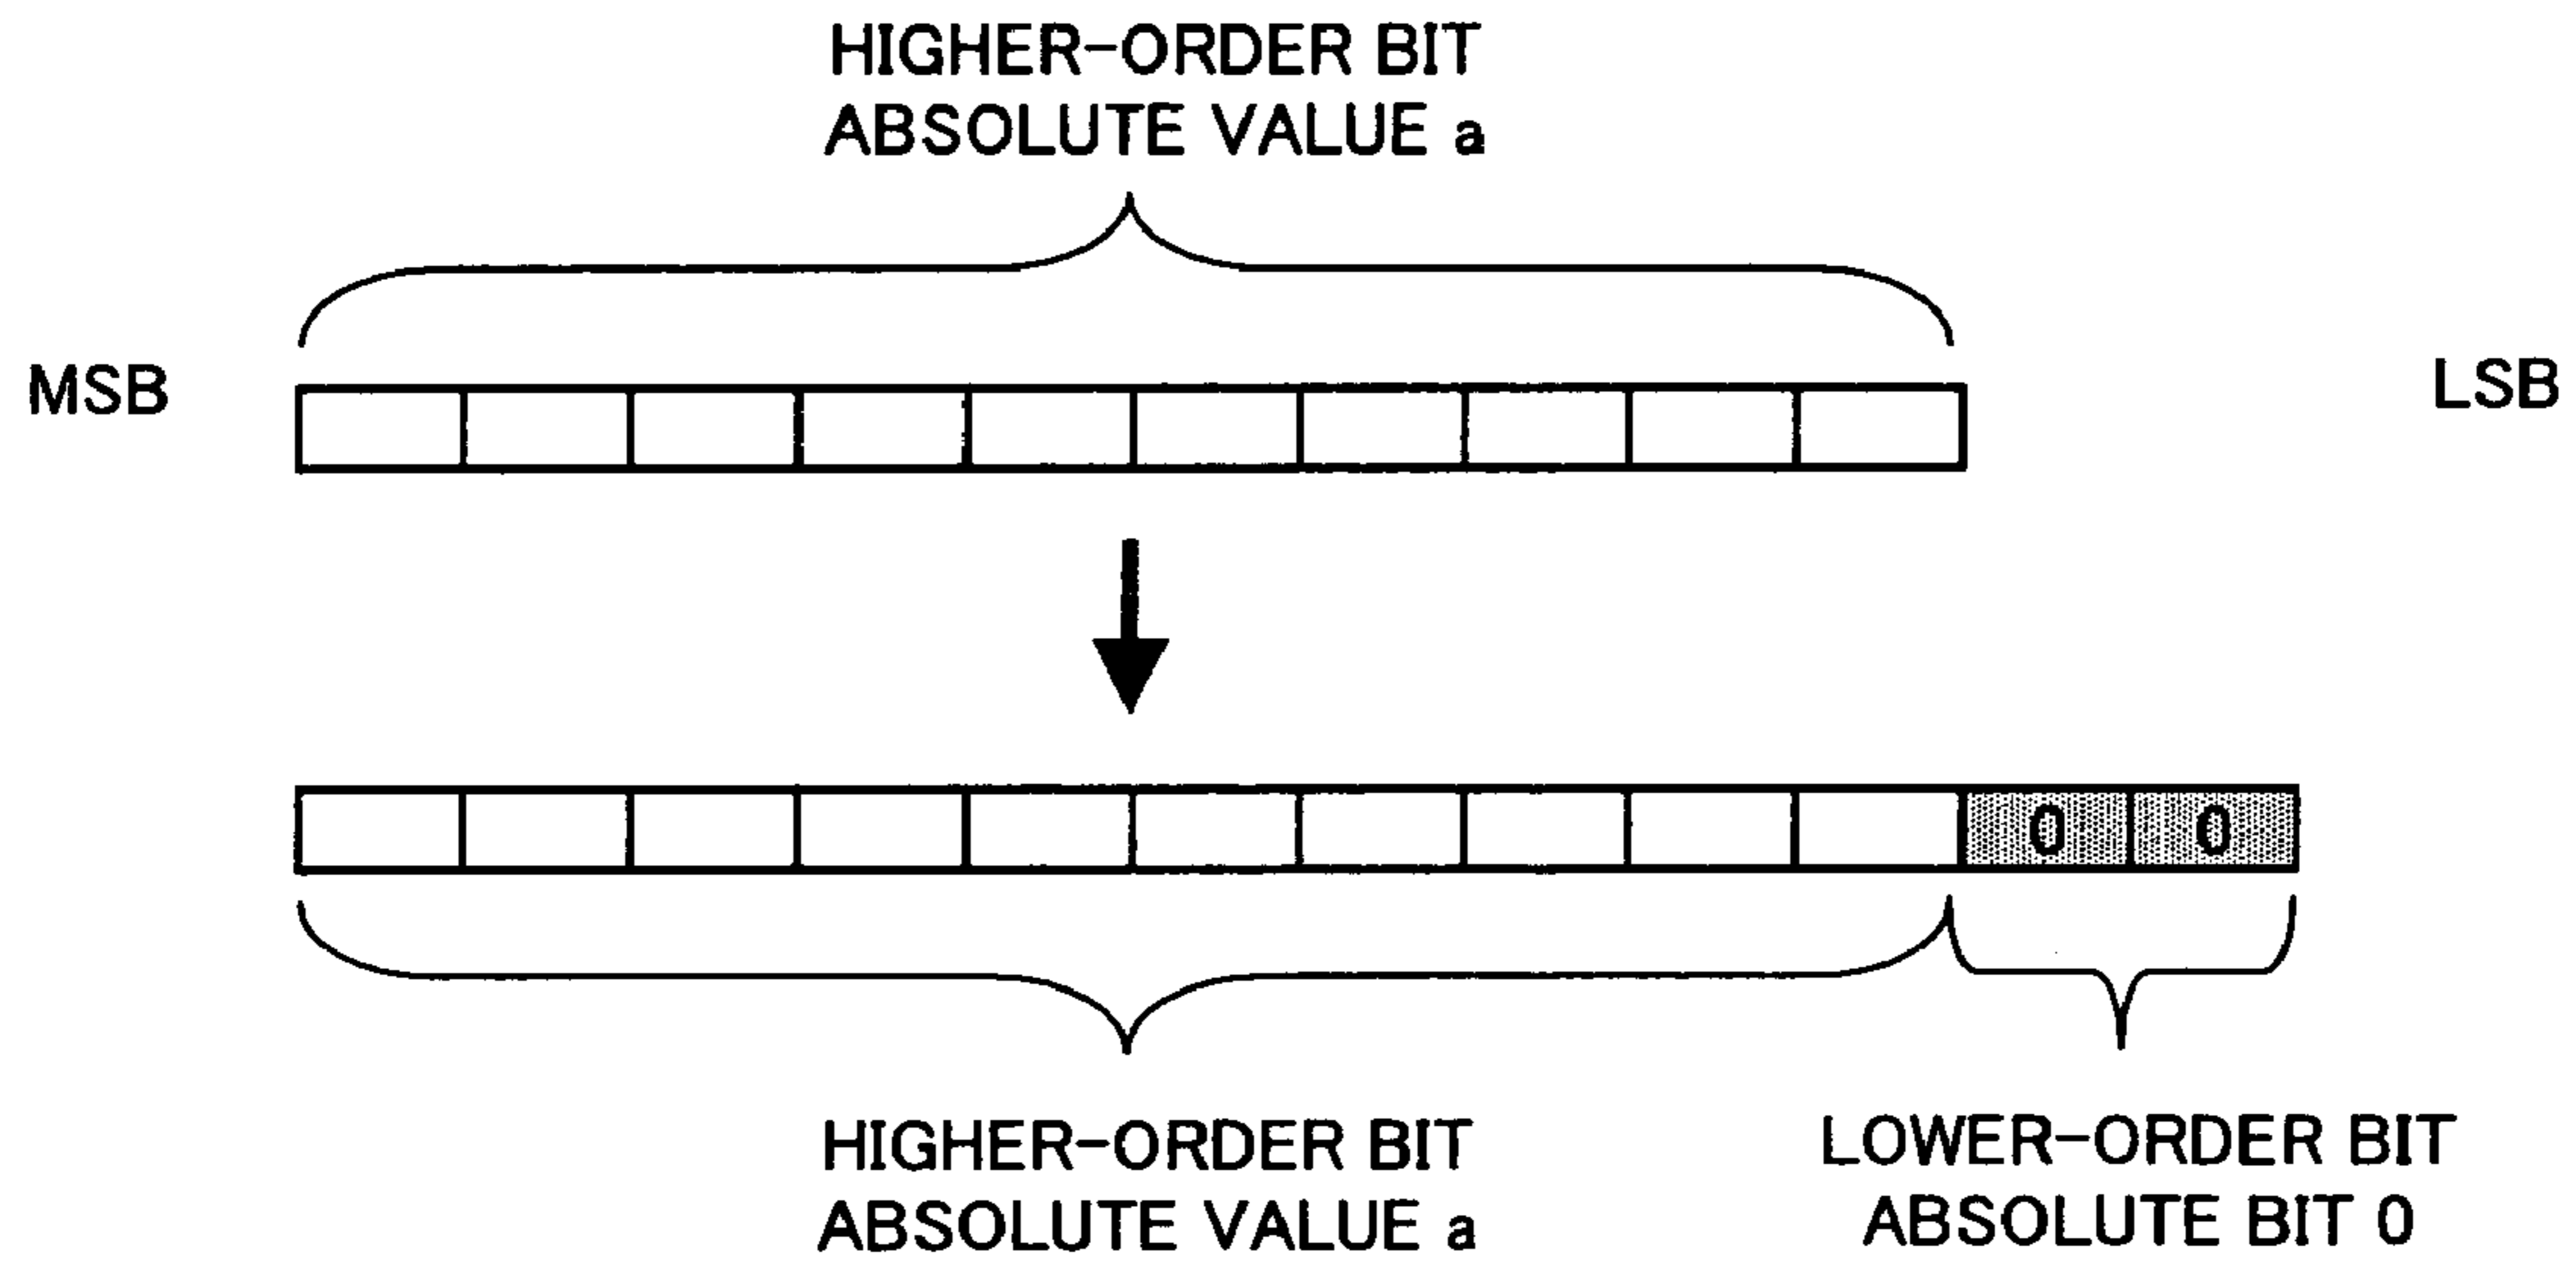 HIGHER-ORDER BIT
ABSOLUTE VALUE a
MSB
LSB
0 0
HIGHER-ORDER BIT
ABSOLUTE VALUE a
LOWER-ORDER BIT
ABSOLUTE BIT 0